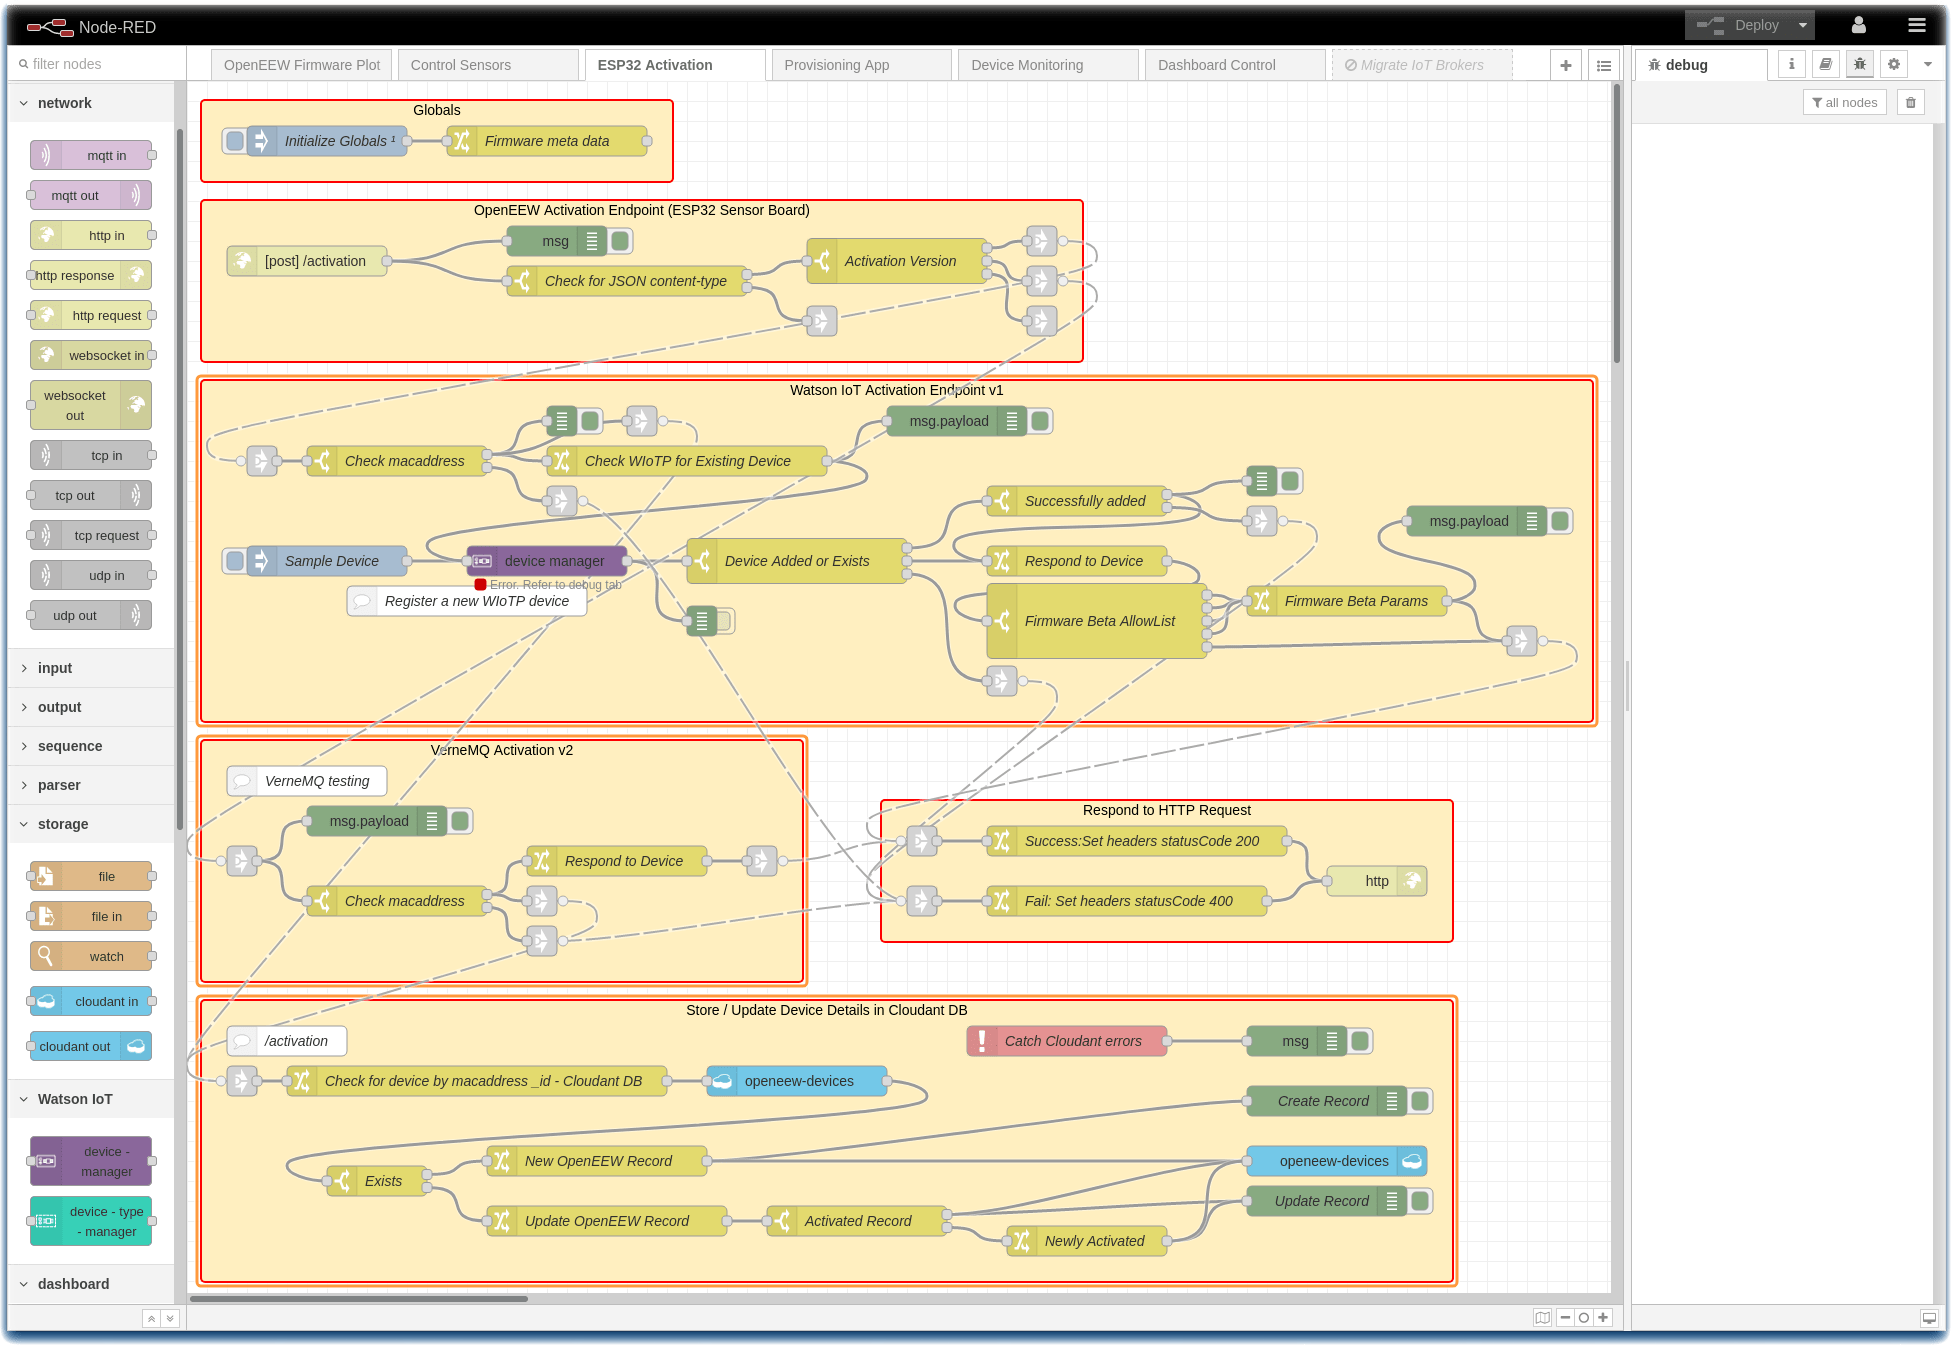 Node-RED
Deploy
filter nodes
OpenEEW Firmware Plot
Control Sensors
ESP32 Activation
Provisioning App
Device Monitoring
Dashboard Control
Migrate IoT Brokers
debug
all nodes
network
mqtt in
mqtt out
http in
http response
http request
websocket in
websocket
out
tcp in
tcp out
tcp request
udp in
udp out
input
output
sequence
parser
storage
file
file in
watch
cloudant in
cloudant out
Watson IoT
device -
manager
device - type
- manager
dashboard
Globals
Initialize Globals ¹
Firmware meta data
OpenEEW Activation Endpoint (ESP32 Sensor Board)
[post] /activation
msg
Check for JSON content-type
Activation Version
Watson IoT Activation Endpoint v1
msg.payload
Check macaddress
Check WIoTP for Existing Device
Successfully added
msg.payload
Sample Device
device manager
Error. Refer to debug tab
Device Added or Exists
Respond to Device
Register a new WIoTP device
Firmware Beta AllowList
Firmware Beta Params
VerneMQ Activation v2
VerneMQ testing
msg.payload
Respond to Device
Check macaddress
Respond to HTTP Request
Success:Set headers statusCode 200
http
Fail: Set headers statusCode 400
Store / Update Device Details in Cloudant DB
/activation
Catch Cloudant errors
msg
Check for device by macaddress _id - Cloudant DB
openeew-devices
Create Record
New OpenEEW Record
openeew-devices
Exists
Update Record
Update OpenEEW Record
Activated Record
Newly Activated